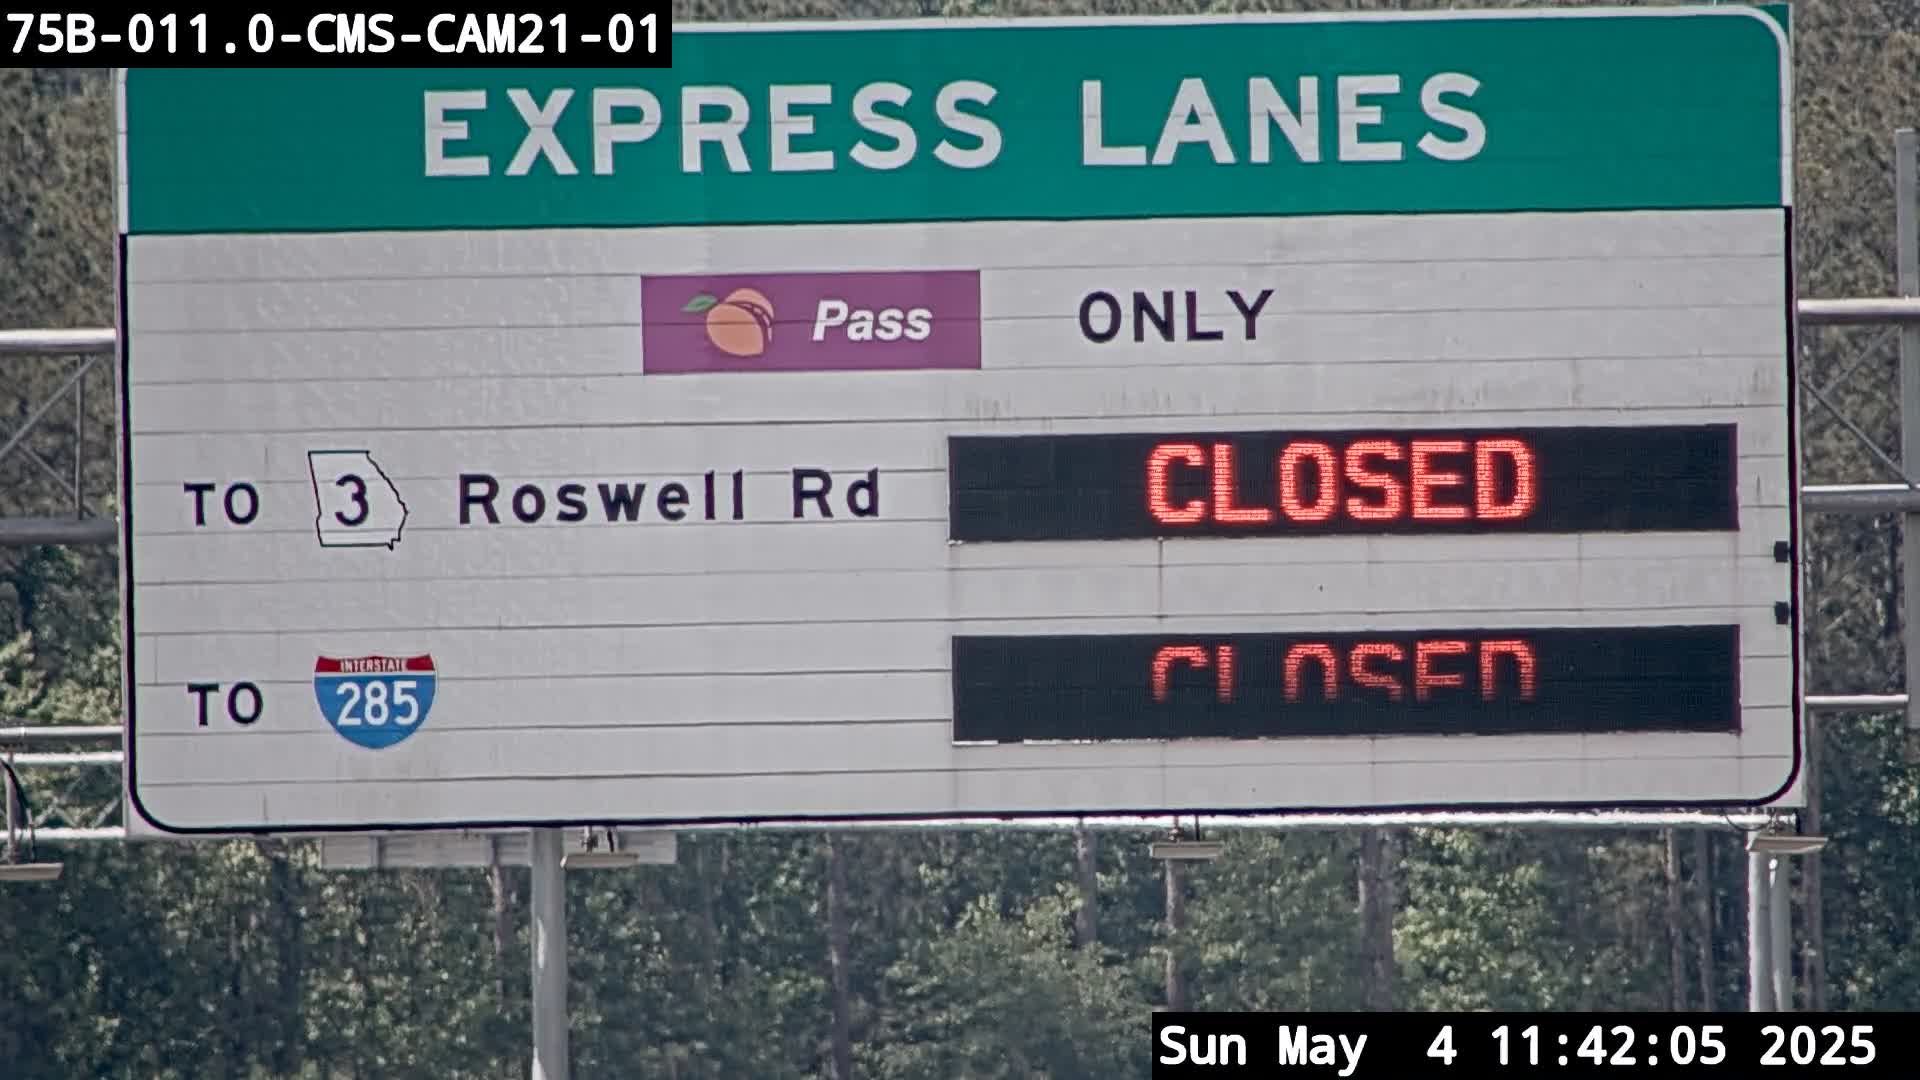 75B-011.0-CMS-CAM21-01
EXPRESS LANES
Pass ONLY
TO 3 Roswell Rd CLOSED
INTERSTATE
TO 285 CLOSED
Sun May 4 11:42:05 2025